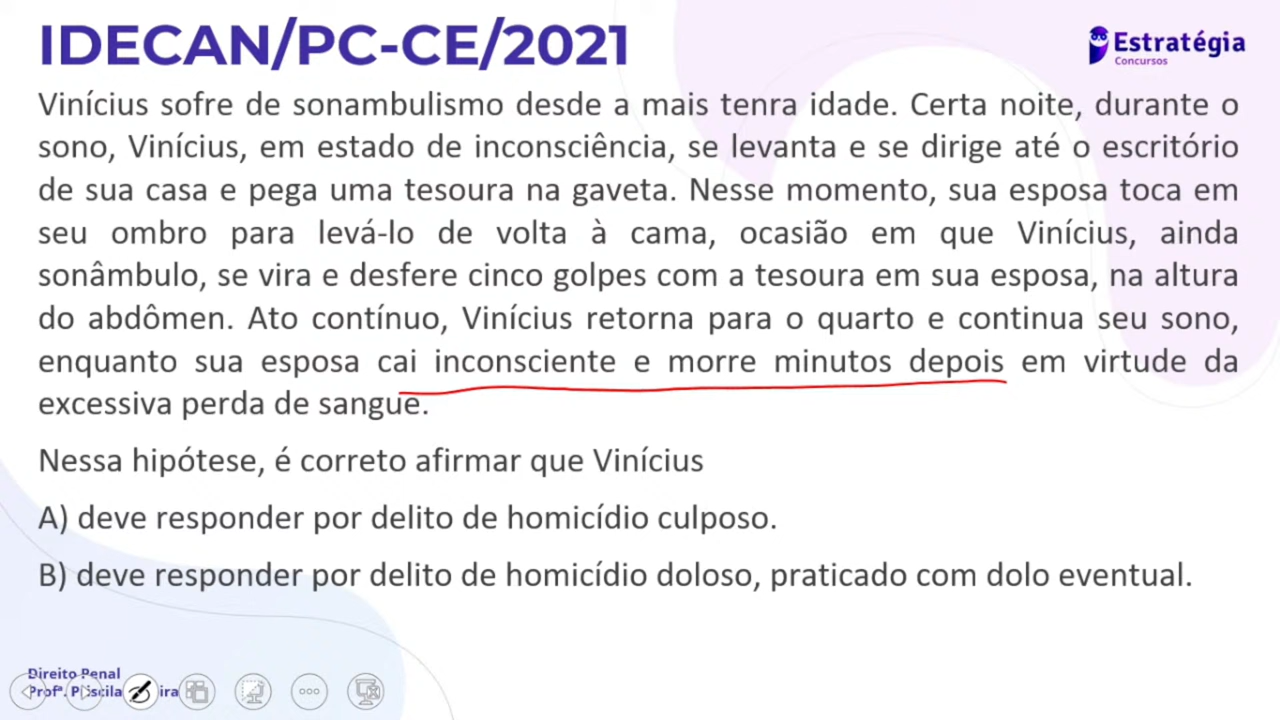 IDECAN/PC-CE/2021
Estratégia
Concursos
Vinícius sofre de sonambulismo desde a mais tenra idade. Certa noite, durante o
sono, Vinícius, em estado de inconsciência, se levanta e se dirige até o escritório
de sua casa e pega uma tesoura na gaveta. Nesse momento, sua esposa toca em
seu ombro para levá-lo de volta à cama, ocasião em que Vinícius, ainda
sonâmbulo, se vira e desfere cinco golpes com a tesoura em sua esposa, na altura
do abdômen. Ato contínuo, Vinícius retorna para o quarto e continua seu sono,
enquanto sua esposa cai inconsciente e morre minutos depois em virtude da
excessiva perda de sangue.
Nessa hipótese, é correto afirmar que Vinícius
A) deve responder por delito de homicídio culposo.
B) deve responder por delito de homicídio doloso, praticado com dolo eventual.
Direito Penal
Profª. Priscila